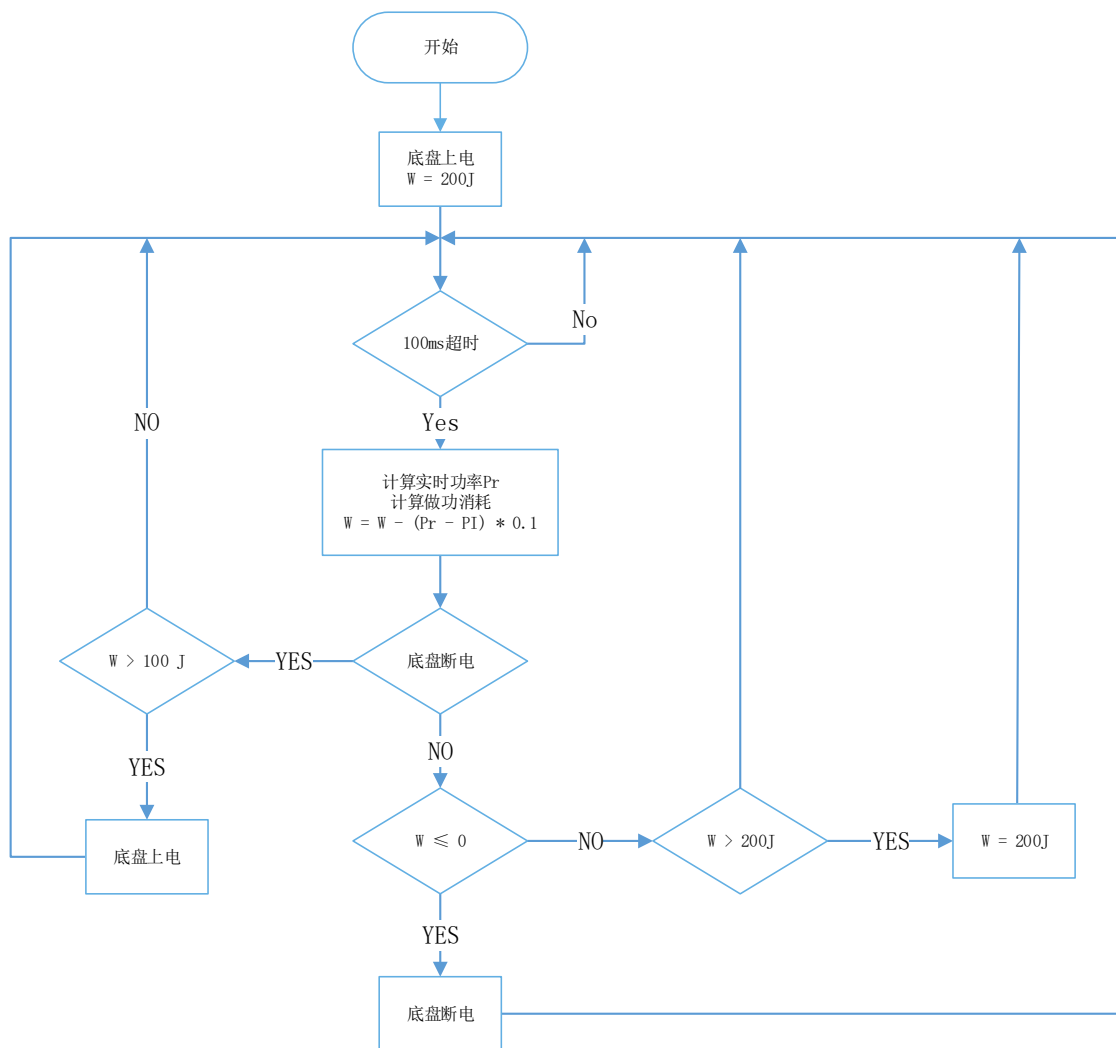 开始
底盘上电
W = 200J
100ms超时
No
Yes
NO
计算实时功率Pr
计算做功消耗
W = W - (Pr - PI) * 0.1
W > 100 J
YES
底盘断电
YES
NO
底盘上电
W ≤ 0
NO
W > 200J
YES
W = 200J
YES
底盘断电